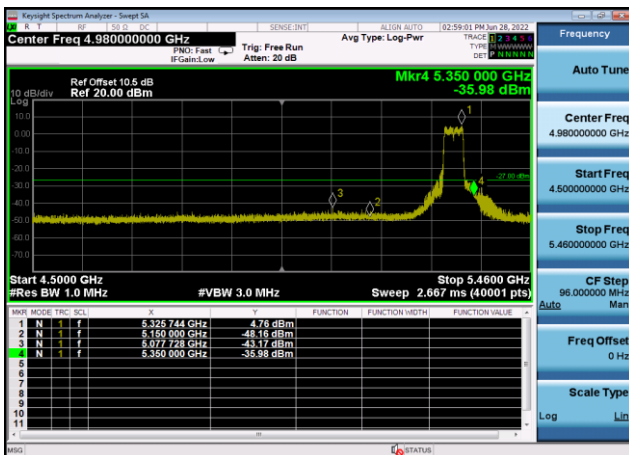 Keysight Spectrum Analyzer - Swept SA
R T RF 50 Ω DC SENSE:INT ALIGN AUTO 02:59:01 PM Jun 28, 2022
Center Freq 4.980000000 GHz
PNO: Fast
IFGain:Low
Trig: Free Run
Atten: 20 dB
Avg Type: Log-Pwr
TRACE 1 2 3 4 5 6
TYPE M W W W W W
DET P N N N N N
Ref Offset 10.5 dB
10 dB/div Ref 20.00 dBm
Log
Mkr4 5.350 000 GHz
-35.98 dBm
10.0
0.00
-10.0
-20.0
-30.0
-40.0
-50.0
-60.0
-70.0
1
-27.00 dBm
4
3
2
Start 4.5000 GHz Stop 5.4600 GHz
#Res BW 1.0 MHz #VBW 3.0 MHz Sweep 2.667 ms (40001 pts)
MKR MODE TRC SCL X Y FUNCTION FUNCTION WIDTH FUNCTION VALUE
1 N 1 f 5.325 744 GHz 4.76 dBm
2 N 1 f 5.150 000 GHz -48.16 dBm
3 N 1 f 5.077 728 GHz -43.17 dBm
4 N 1 f 5.350 000 GHz -35.98 dBm
5
6
7
8
9
10
11
MSG STATUS
Frequency
Auto Tune
Center Freq
4.980000000 GHz
Start Freq
4.500000000 GHz
Stop Freq
5.460000000 GHz
CF Step
96.000000 MHz
Auto Man
Freq Offset
0 Hz
Scale Type
Log Lin